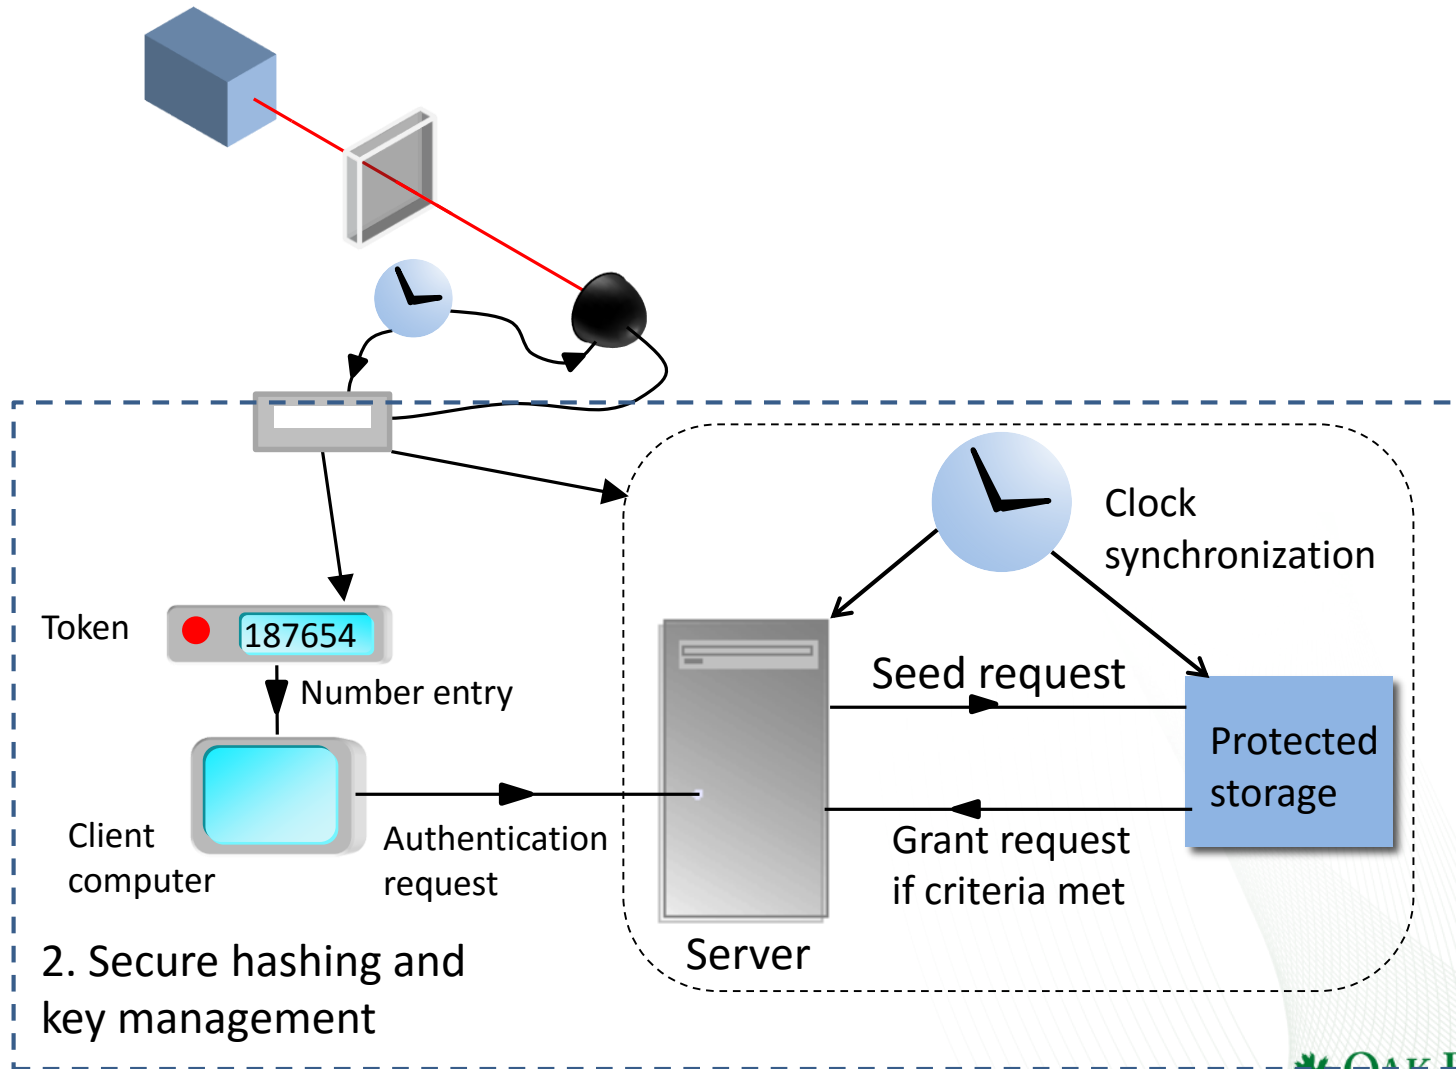 Clock
synchronization
Token
187654
Number entry
Seed request
Protected
storage
Client
computer
Authentication
request
Grant request
if criteria met
Server
2. Secure hashing and
key management
OAK